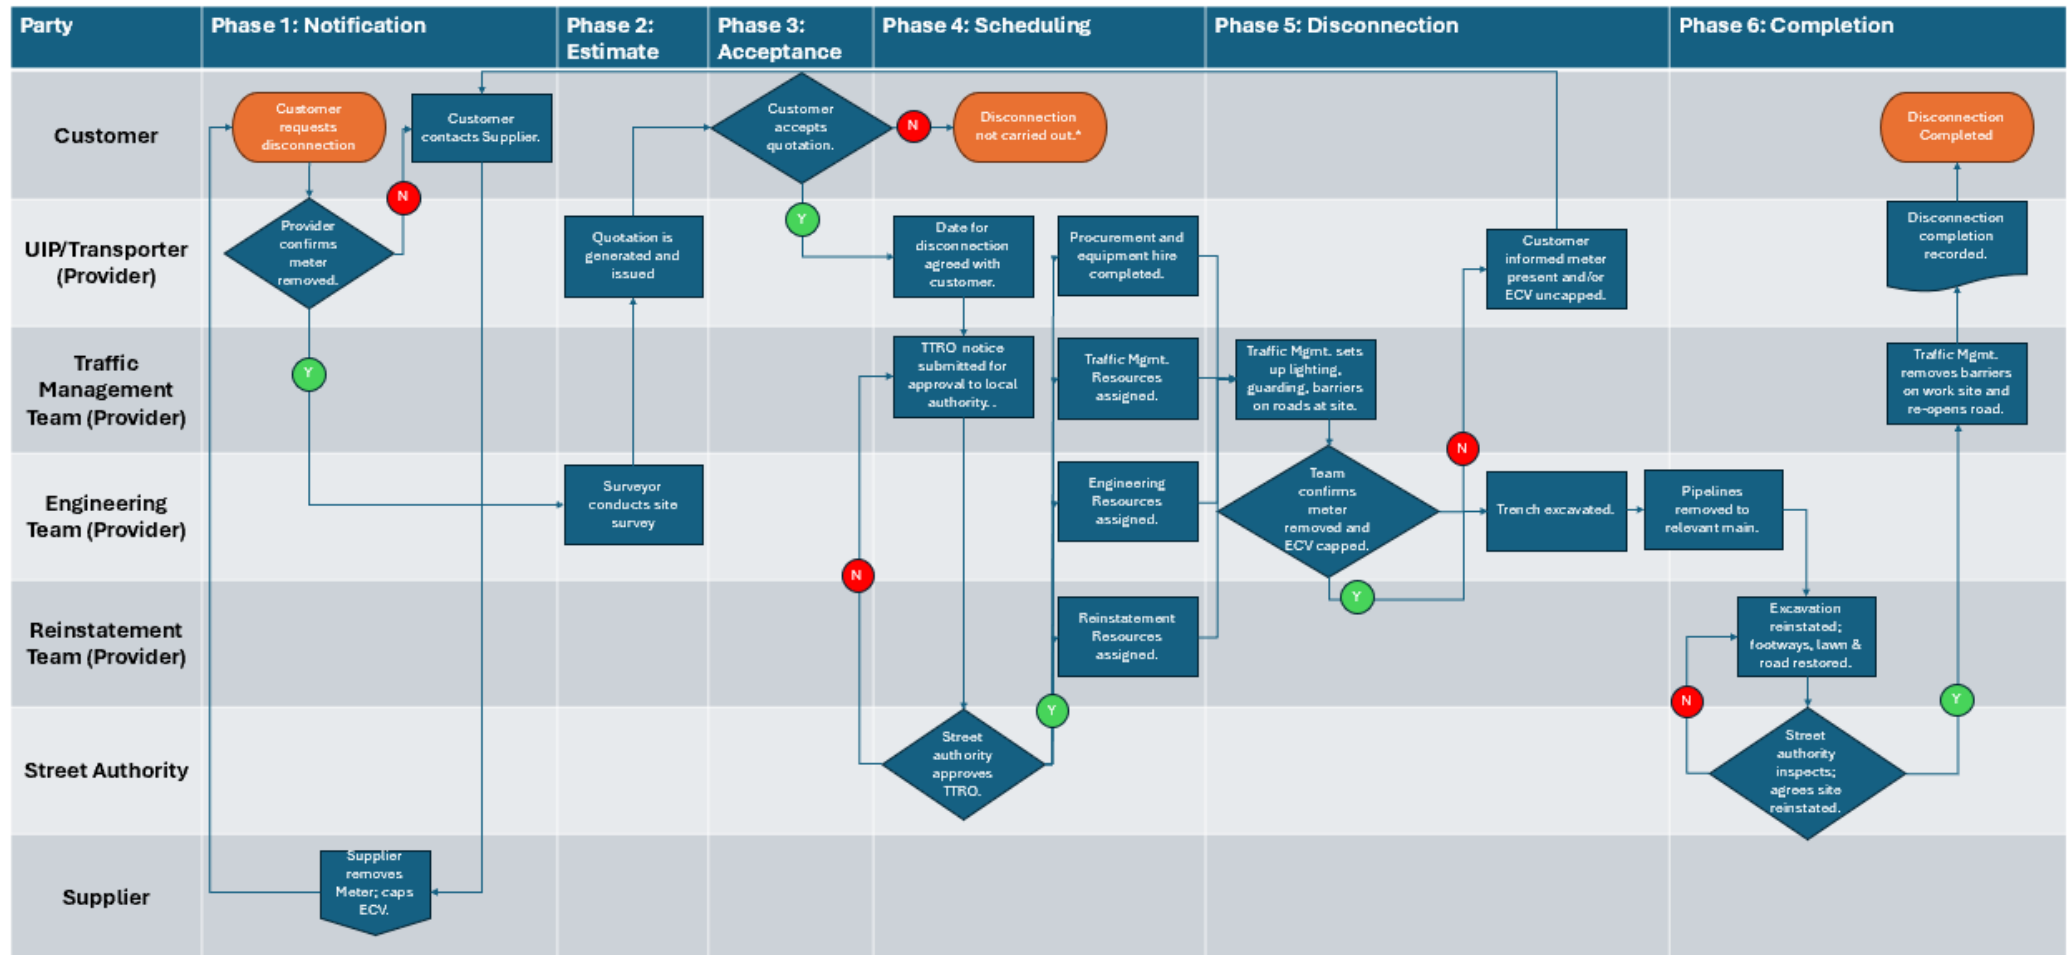 Party
Phase 1: Notification
Phase 2:
Estimate
Phase 3:
Acceptance
Phase 4: Scheduling
Phase 5: Disconnection
Phase 6: Completion
Customer
Customer
requests
disconnection
Customer
contacts Supplier.
N
Customer
accepts
quotation.
N
Disconnection
not carried out.*
Disconnection
Completed
UIP/Transporter
(Provider)
Provider
confirms
meter
removed.
Quotation is
generated and
issued
Y
Date for
disconnection
agreed with
customer.
Procurement and
equipment hire
completed.
Customer
informed meter
present and/or
ECV uncapped.
Disconnection
completion
recorded.
Traffic
Management
Team (Provider)
Y
TTRO notice
submitted for
approval to local
authority..
Traffic Mgmt.
Resources
assigned.
Traffic Mgmt. sets
up lighting,
guarding, barriers
on roads at site.
N
Traffic Mgmt.
removes barriers
on work site and
re-opens road.
Engineering
Team (Provider)
Surveyor
conducts site
survey
N
Engineering
Resources
assigned.
Team
confirms
meter
removed and
ECV capped.
Trench excavated.
Pipelines
removed to
relevant main.
Reinstatement
Team (Provider)
Reinstatement
Resources
assigned.
Y
Excavation
reinstated;
footways, lawn &
road restored.
N
Y
Street Authority
Street
authority
approves
TTRO.
Y
Street
authority
inspects;
agrees site
reinstated.
Supplier
Supplier
removes
Meter; caps
ECV.